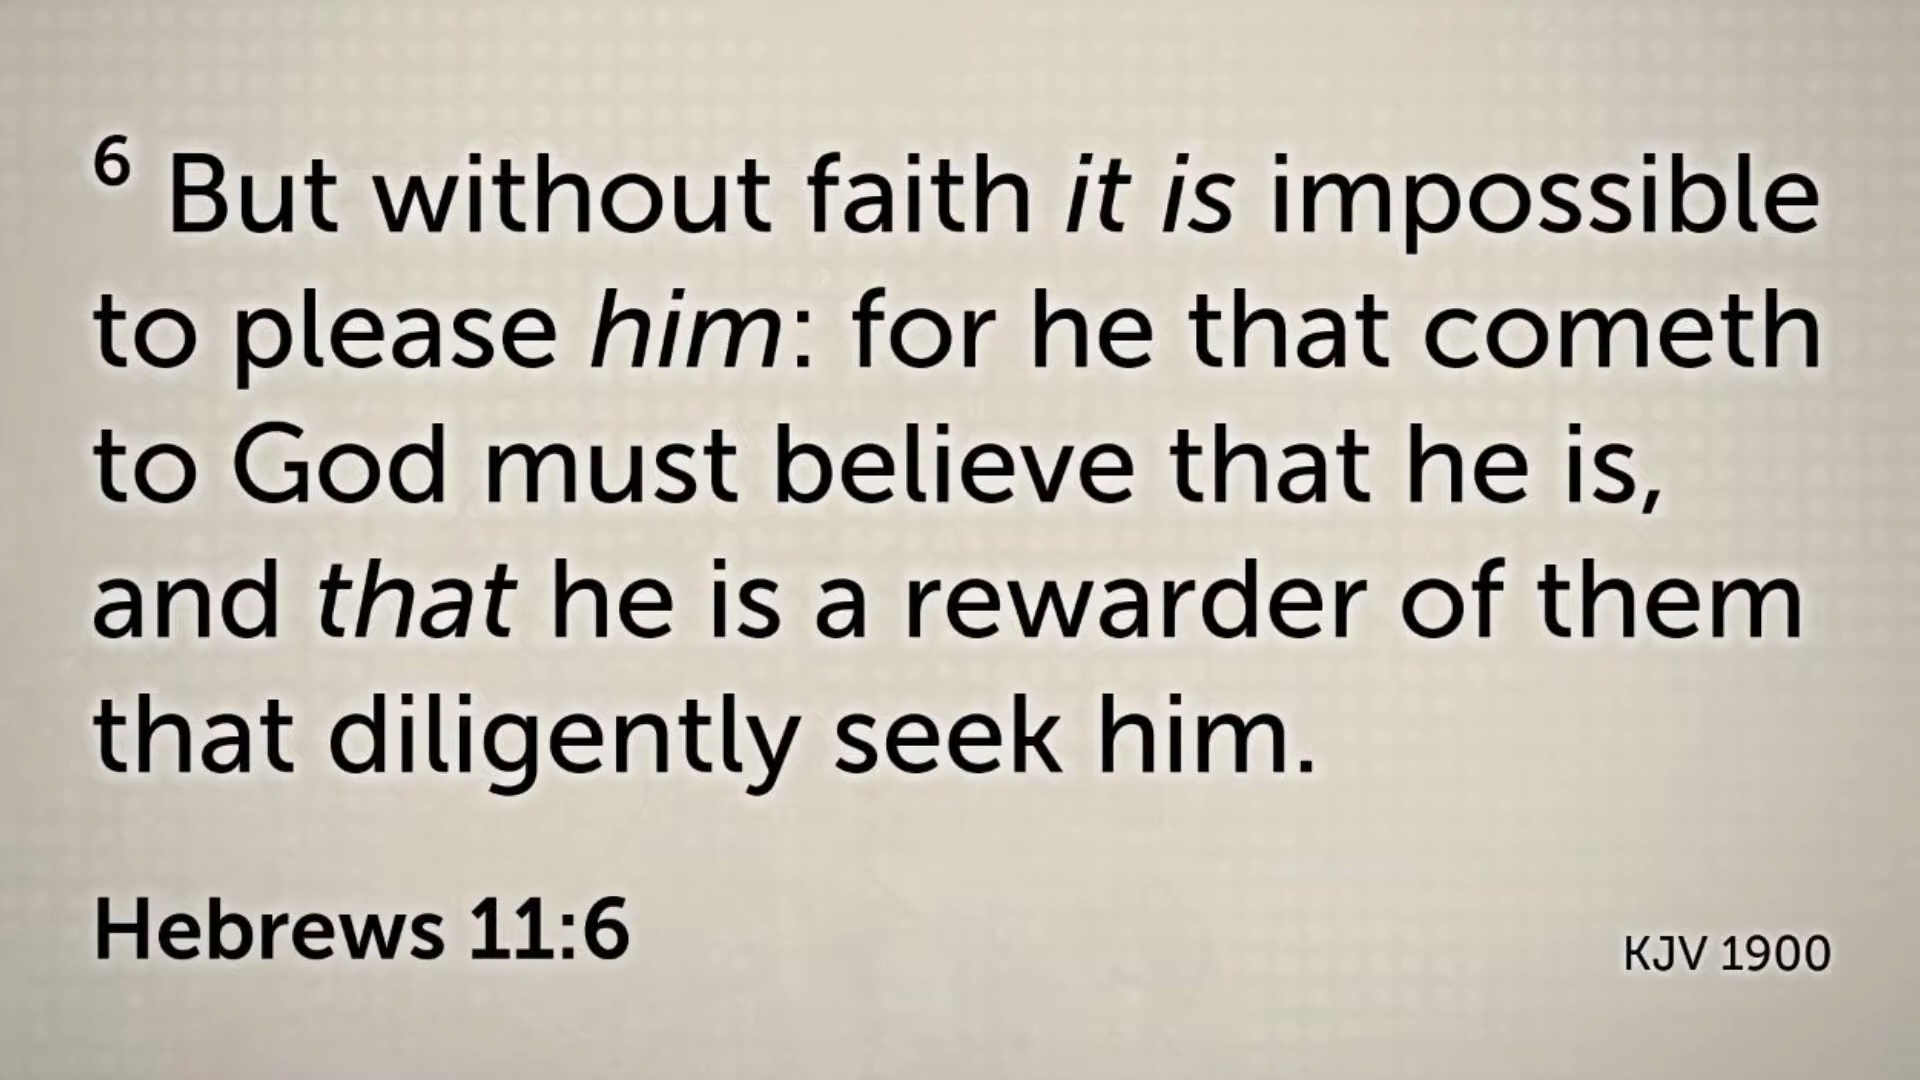 6 But without faith it is impossible
to please him: for he that cometh
to God must believe that he is,
and that he is a rewarder of them
that diligently seek him.
Hebrews 11:6
KJV 1900